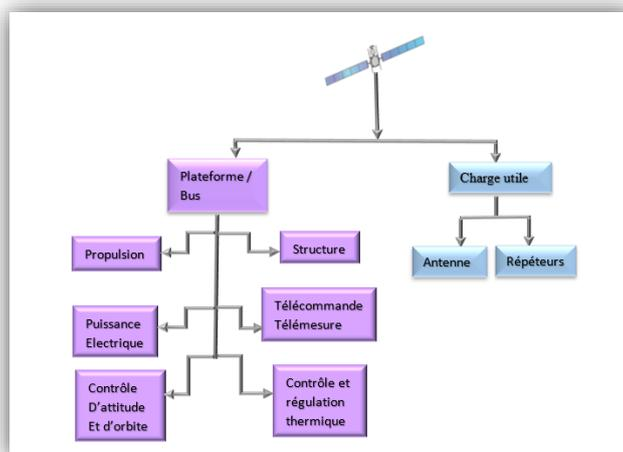 Plateforme /
Bus
Charge utile
Propulsion
Structure
Antenne
Répéteurs
Puissance
Electrique
Télécommande
Télémesure
Contrôle
D'attitude
Et d'orbite
Contrôle et
régulation
thermique